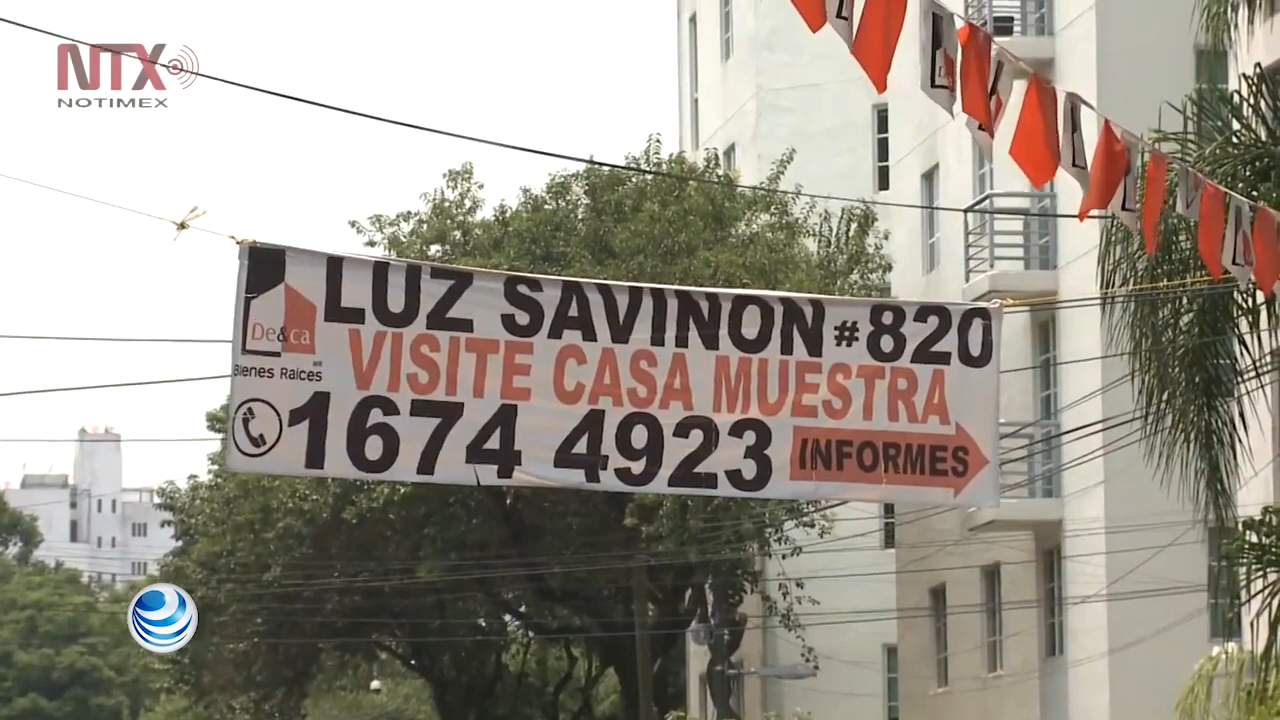 NTX
NOTIMEX
De&ca
Bienes Raices
LUZ SAVINON #820
VISITE CASA MUESTRA
1674 4923
INFORMES